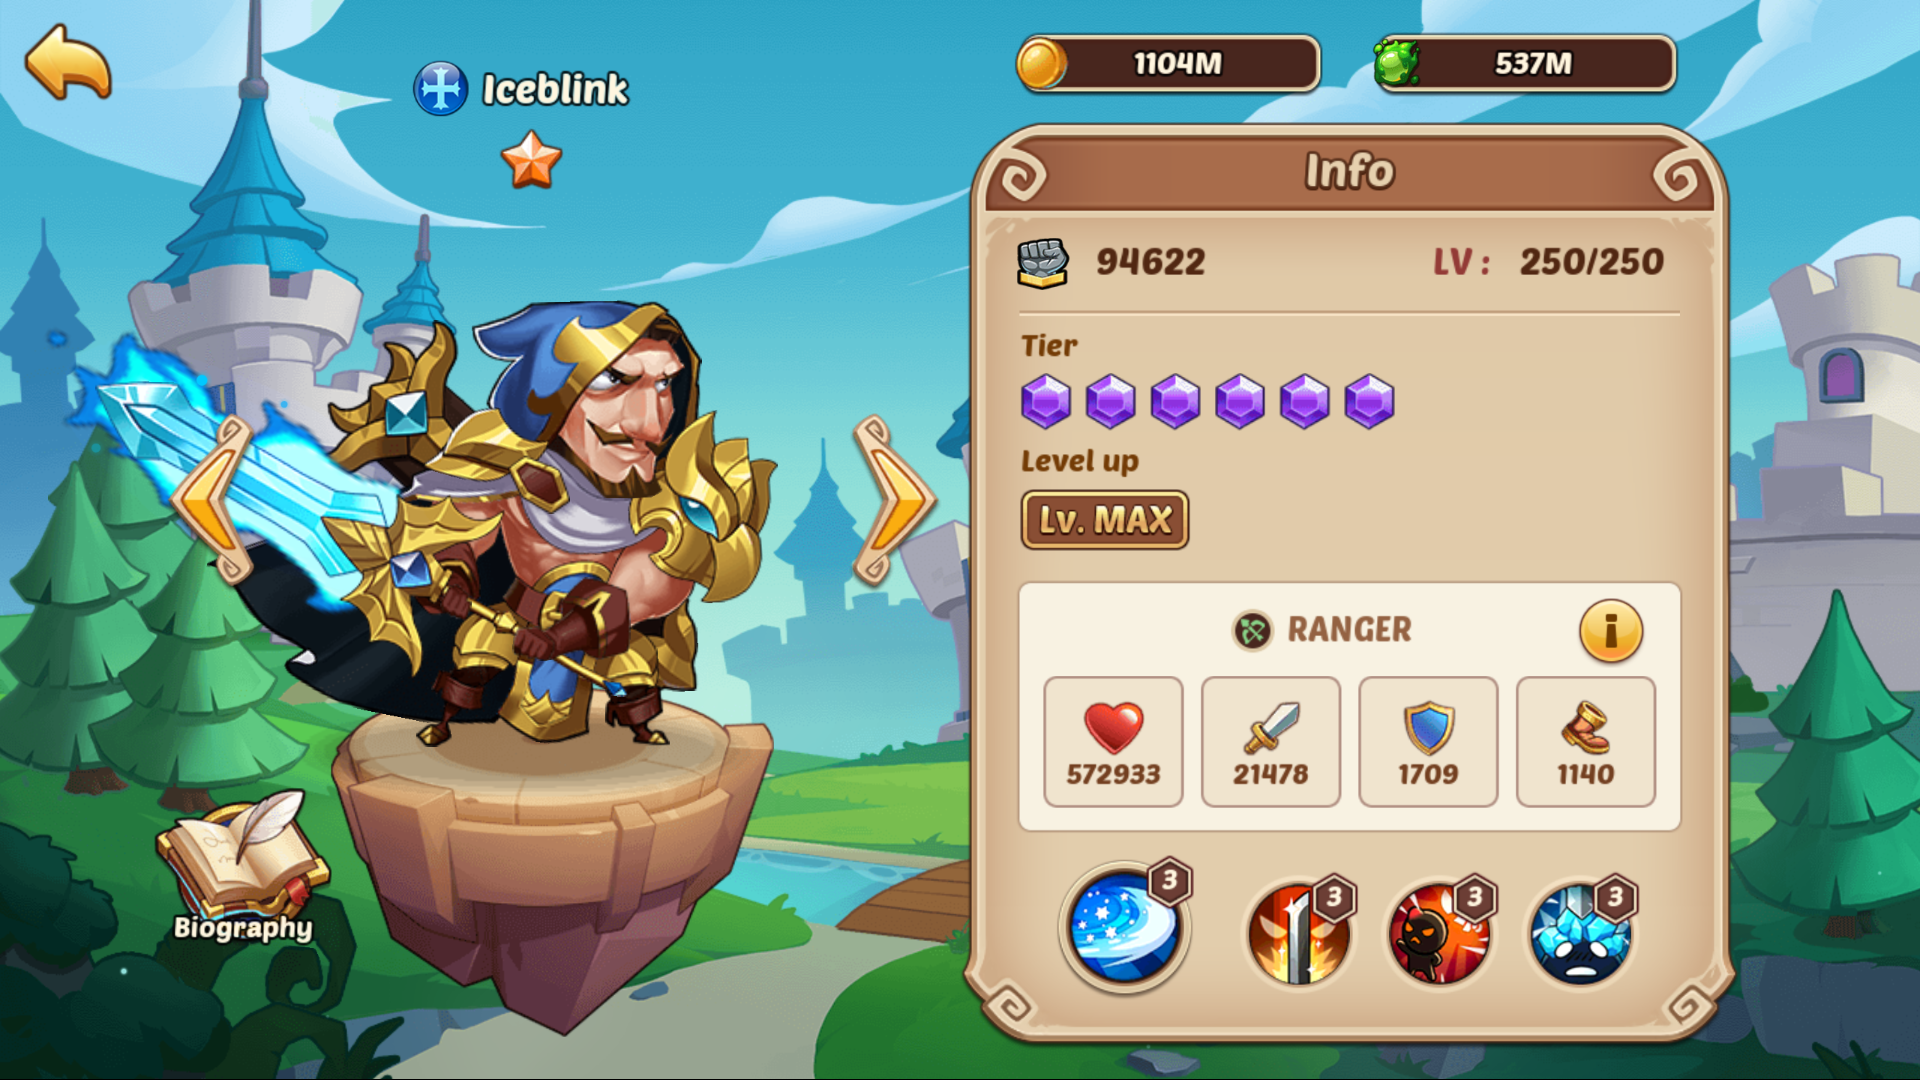 Iceblink
1104M
537M
Info
94622
LV : 250/250
Tier
Level up
Lv. MAX
RANGER
572933
21478
1709
1140
3
3
3
3
Biography